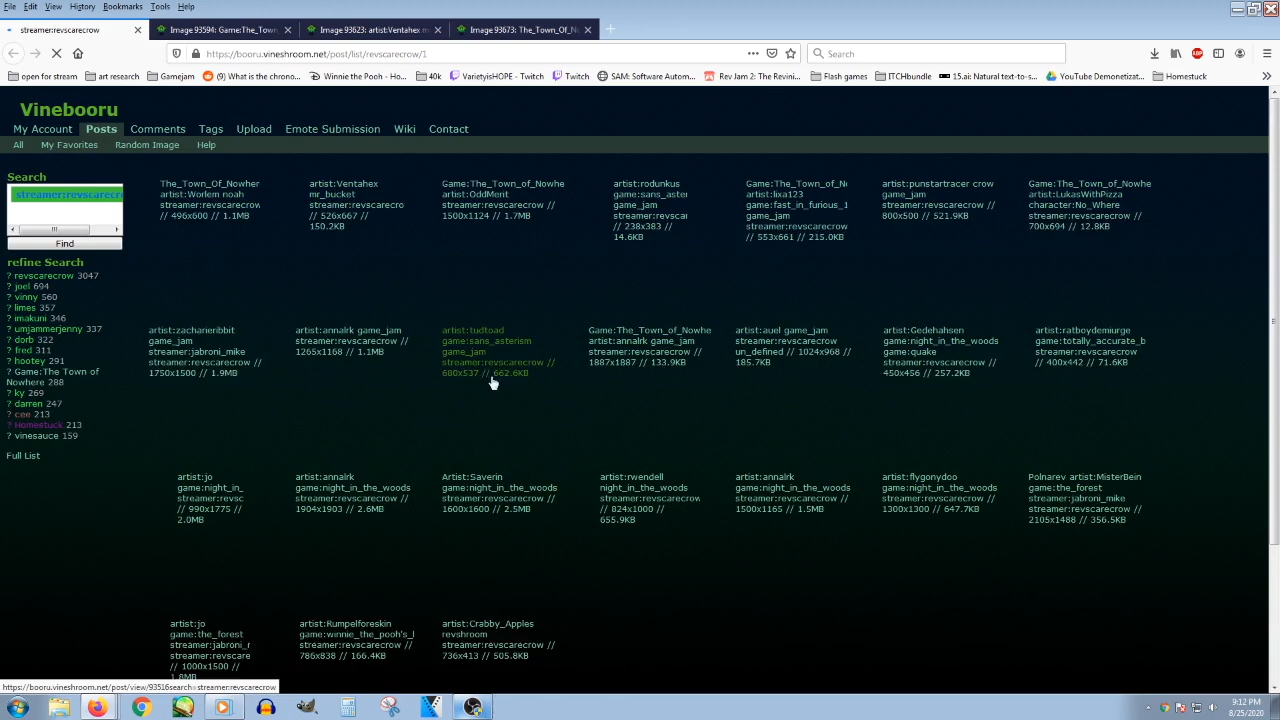 File Edit View History Bookmarks Tools Help
streamer:revscarecrow
Image 93594: Game:The_Town_
Image 93623: artist:Ventahex m
Image 93673: The_Town_Of_N
https://booru.vineshroom.net/post/list/revscarecrow/1
Search
open for stream art research Gamejam (9) What is the chrono... Winnie the Pooh - Ho... 40k VarietyisHOPE - Twitch Twitch SAM: Software Autom... Rev Jam 2: The Revini... Flash games ITCHbundle 15.ai: Natural text-to-s... YouTube Demonetizat... Homestuck
Vinebooru
My Account Posts Comments Tags Upload Emote Submission Wiki Contact
All My Favorites Random Image Help
Search
streamer:revscarecr
Find
refine Search
? revscarecrow 3047
? joel 694
? vinny 560
? limes 357
? imakuni 346
? umjammerjenny 337
? dorb 322
? fred 311
? hootey 291
? Game:The Town of
Nowhere 288
? ky 269
? darren 247
? cee 213
? Homestuck 213
? vinesauce 159
Full List
The_Town_Of_Nowher
artist:Worlem noah
streamer:revscarecrow
// 496x600 // 1.1MB
artist:Ventahex
mr_bucket
streamer:revscarecro
// 526x667 //
150.2KB
Game:The_Town_of_Nowhe
artist:OddMent
streamer:revscarecrow //
1500x1124 // 1.7MB
artist:rodunkus
game:sans_aste
game_jam
streamer:revscar
// 238x383 //
14.6KB
Game:The_Town_of_N
artist:lxa123
game:fast_in_furious_1
game_jam
streamer:revscarecrow
// 553x661 // 215.0KB
artist:punstartracer crow
game_jam
streamer:revscarecrow //
800x500 // 521.9KB
Game:The_Town_of_Nowhe
artist:LukasWithPizza
character:No_Where
streamer:revscarecrow //
700x694 // 12.8KB
artist:zacharieribbit
game_jam
streamer:jabroni_mike
streamer:revscarecrow //
1750x1500 // 1.9MB
artist:annalrk game_jam
streamer:revscarecrow //
1265x1168 // 1.1MB
artist:tudtoad
game:sans_asterism
game_jam
streamer:revscarecrow //
680x537 // 662.6KB
Game:The_Town_of_Nowhe
artist:annalrk game_jam
streamer:revscarecrow //
1887x1887 // 133.9KB
artist:auel game_jam
streamer:revscarecrow
un_defined // 1024x968 //
185.7KB
artist:Gedehahsen
game:night_in_the_woods
game:quake
streamer:revscarecrow //
450x456 // 257.2KB
artist:ratboydemiurge
game:totally_accurate_b
streamer:revscarecrow
// 400x442 // 71.6KB
artist:jo
game:night_in_
streamer:revsc
// 990x1775 //
2.0MB
artist:annalrk
game:night_in_the_woods
streamer:revscarecrow //
1904x1903 // 2.6MB
Artist:Saverin
game:night_in_the_woods
streamer:revscarecrow //
1600x1600 // 2.5MB
artist:rwendell
night_in_the_woods
streamer:revscarecrow
// 824x1000 //
655.9KB
artist:annalrk
game:night_in_the_woods
streamer:revscarecrow //
1500x1165 // 1.5MB
artist:flygonydoo
game:night_in_the_woods
streamer:revscarecrow //
1300x1300 // 647.7KB
Polnarev artist:MisterBein
game:the_forest
streamer:jabroni_mike
streamer:revscarecrow //
2105x1488 // 356.5KB
artist:jo
game:the_forest
streamer:jabroni_r
streamer:revscare
// 1000x1500 //
1.8MB
artist:Rumpelforeskin
game:winnie_the_pooh's_l
streamer:revscarecrow //
786x838 // 166.4KB
artist:Crabby_Apples
revshroom
streamer:revscarecrow //
736x413 // 505.8KB
https://booru.vineshroom.net/post/view/93516search=streamer:revscarecrow
9:12 PM
8/25/2020